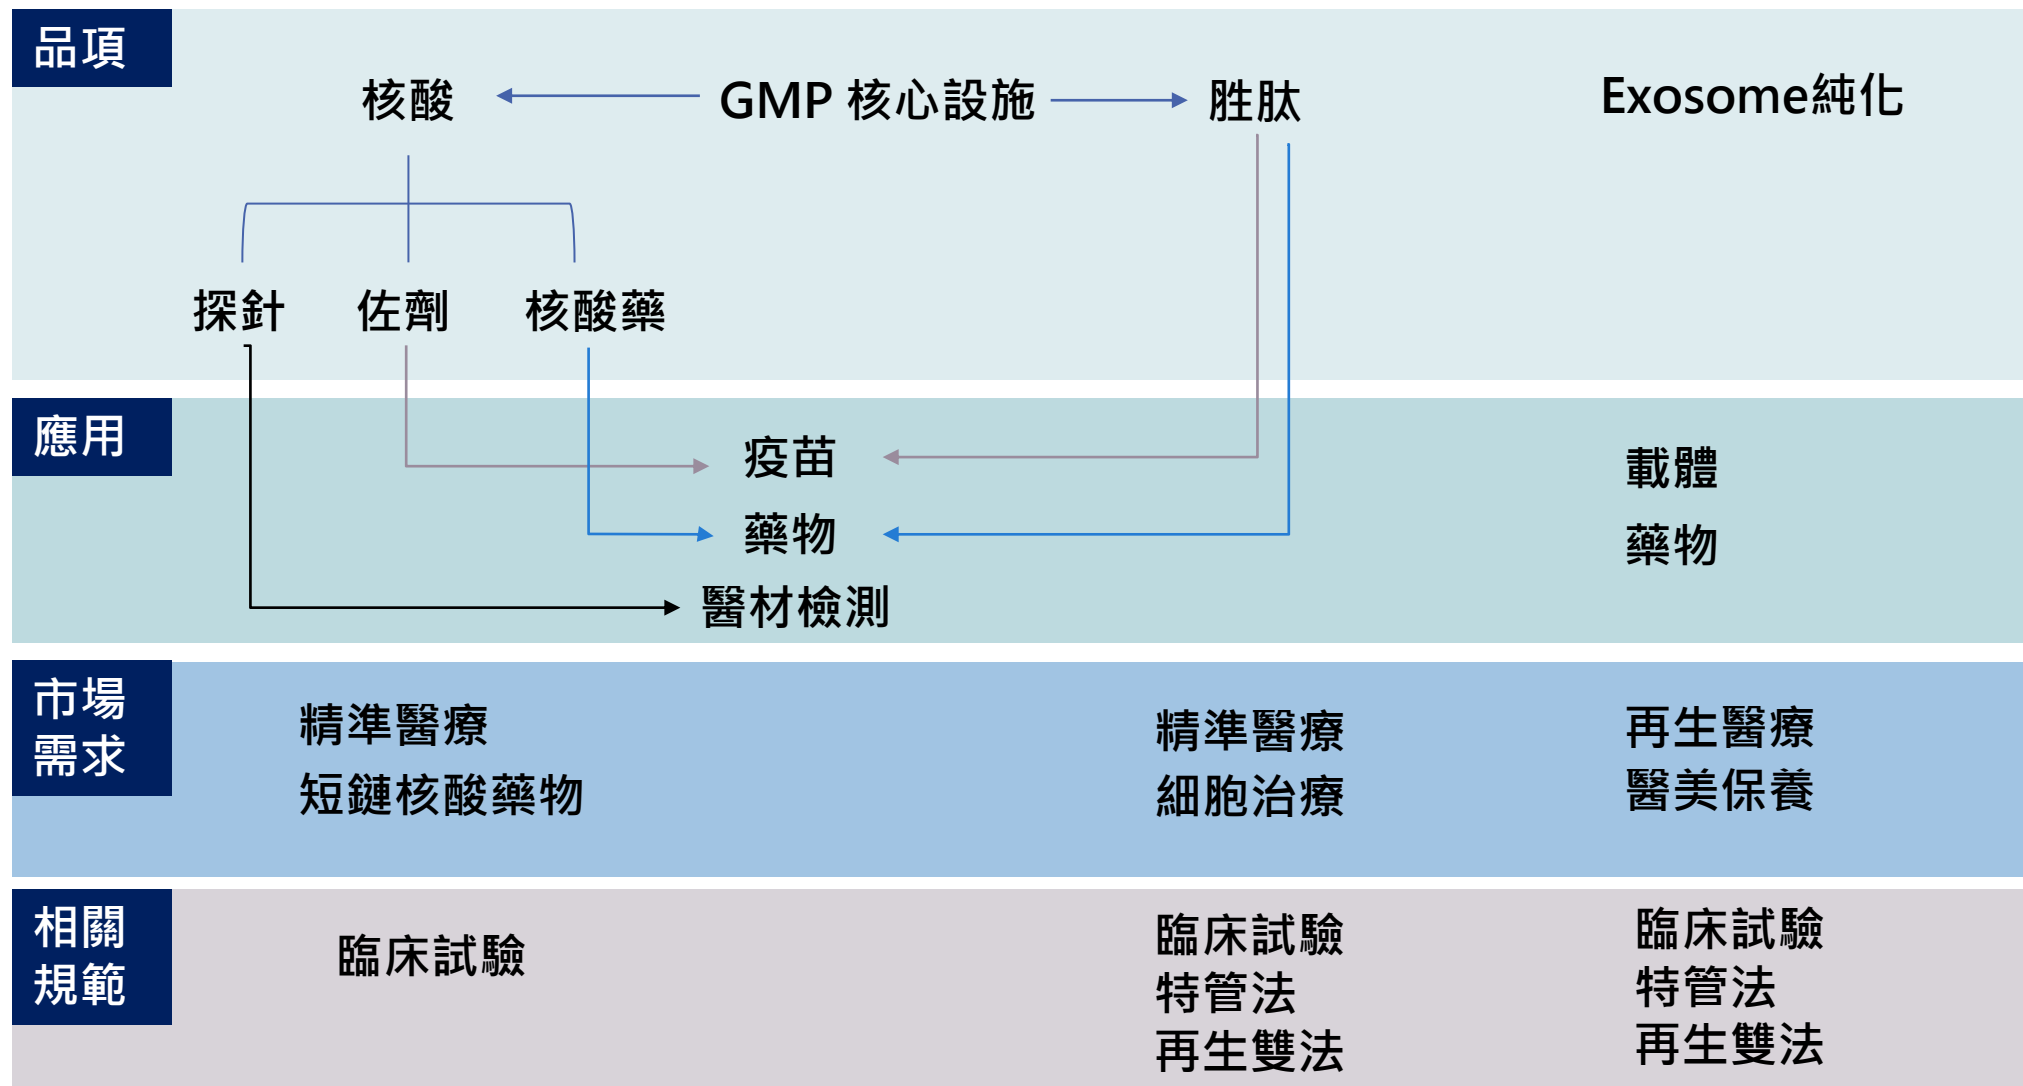 品項
核酸
GMP 核心設施
胜肽
Exosome純化
探針
佐劑
核酸藥
應用
疫苗
藥物
醫材檢測
載體
藥物
市場
需求
精準醫療
短鏈核酸藥物
精準醫療
細胞治療
再生醫療
醫美保養
相關
規範
臨床試驗
臨床試驗
特管法
再生雙法
臨床試驗
特管法
再生雙法